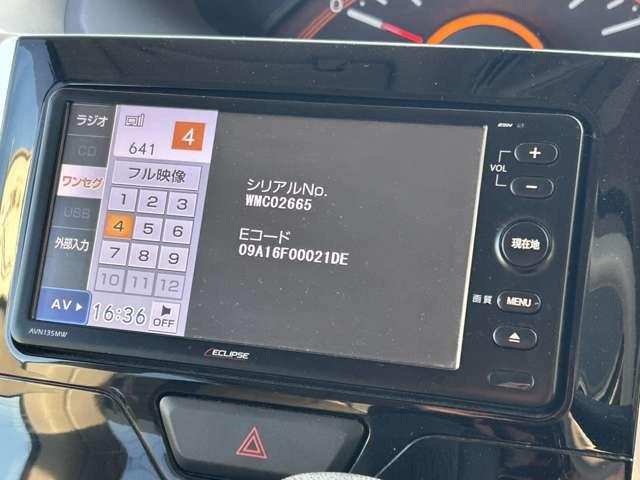 ラジオ
CD
ワンセグ
USB
外部入力
AV
4
641
フル映像
1 2 3
4 5 6
7 8 9
10 11 12
16:36
OFF
シリアルNo.
WMC02665
Eコード
09A16F00021DE
VOL
+
−
現在地
画質 MENU
AVN135MW
ECLIPSE
0